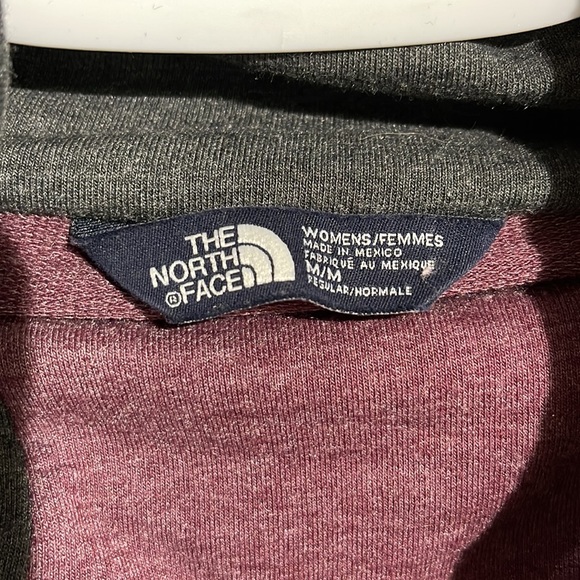 THE
NORTH
FACE
®
WOMENS/FEMMES
MADE IN MEXICO
FABRIQUÉ AU MEXIQUE
M/M
REGULAR/NORMALE